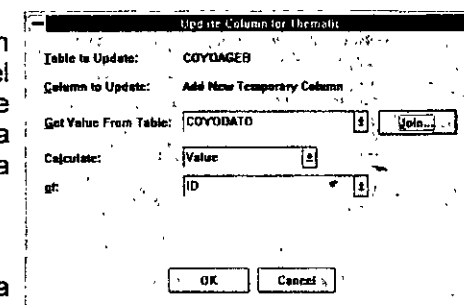 Update Column for Thematic
Table to Update: COYOAGEB
Column to Update: Add New Temporary Column
Get Value From Table: COYODATO Join...
Calculate: Value
of: ID
OK Cancel